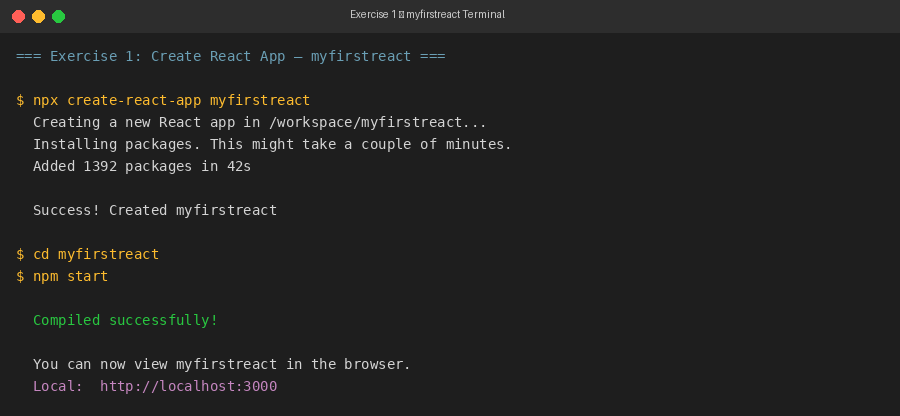 Exercise 1 ▯ myfirstreact Terminal
=== Exercise 1: Create React App — myfirstreact ===
$ npx create-react-app myfirstreact
Creating a new React app in /workspace/myfirstreact...
Installing packages. This might take a couple of minutes.
Added 1392 packages in 42s
Success! Created myfirstreact
$ cd myfirstreact
$ npm start
Compiled successfully!
You can now view myfirstreact in the browser.
Local:  http://localhost:3000